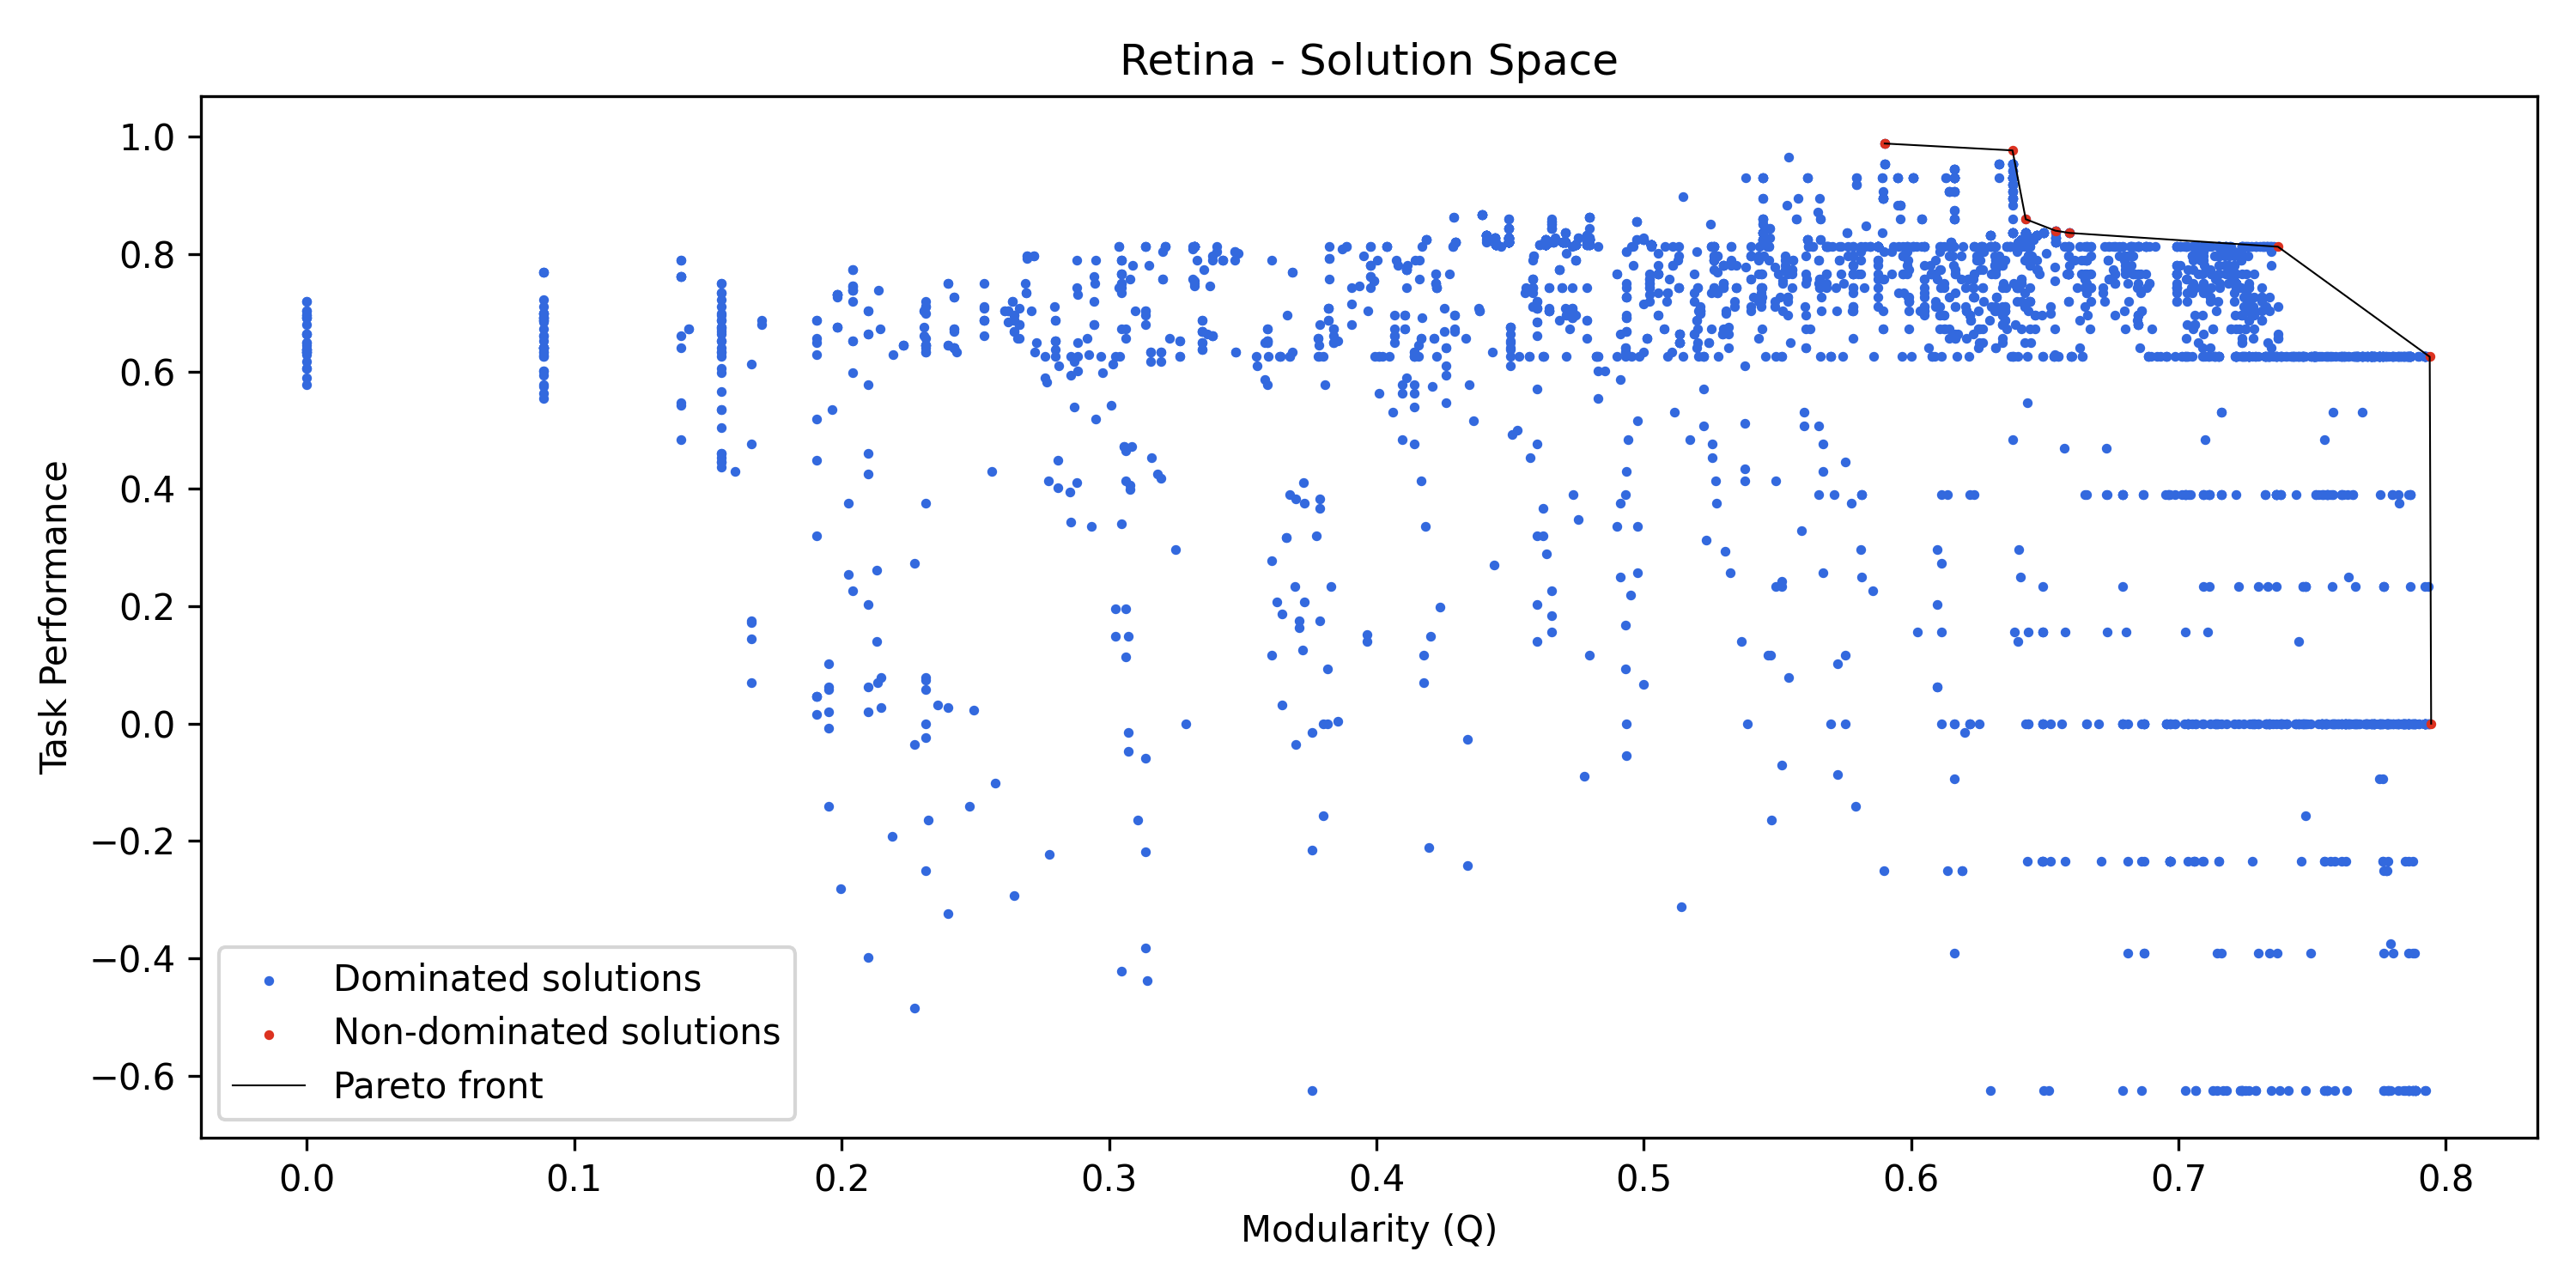 Retina - Solution Space
1.0
0.8
0.6
0.4
0.2
0.0
−0.2
−0.4
−0.6
Task Performance
Dominated solutions
Non-dominated solutions
Pareto front
0.0 0.1 0.2 0.3 0.4 0.5 0.6 0.7 0.8
Modularity (Q)